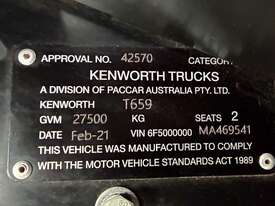 APPROVAL NO. 42570 CATEGORY
KENWORTH TRUCKS
A DIVISION OF PACCAR AUSTRALIA PTY. LTD.
KENWORTH T659
GVM 27500 KG SEATS 2
DATE Feb-21 VIN 6F5000000 MA469541
THIS VEHICLE WAS MANUFACTURED TO COMPLY
WITH THE MOTOR VEHICLE STANDARDS ACT 1989